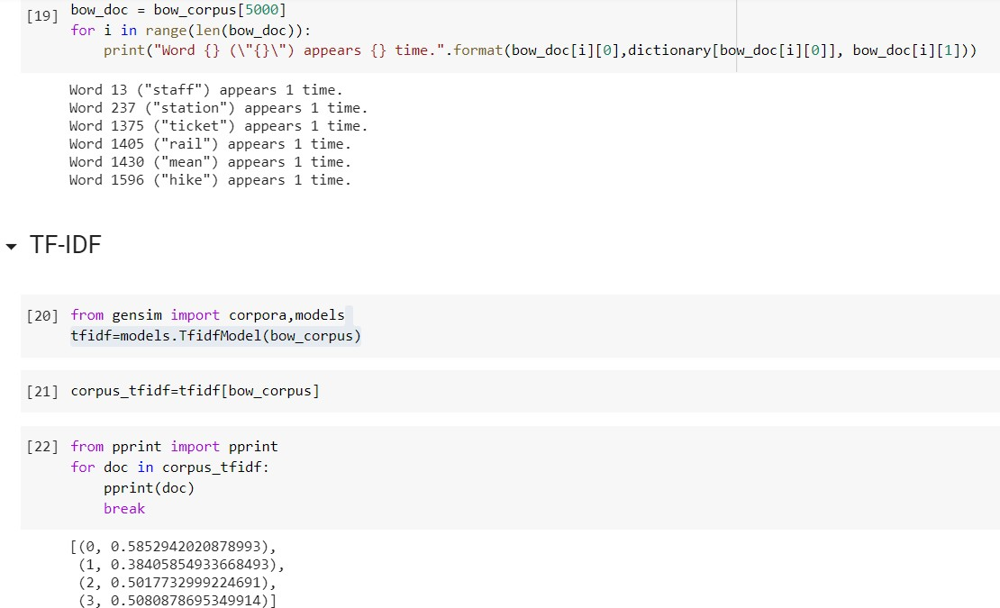 [19] bow_doc = bow_corpus[5000]
for i in range(len(bow_doc)):
    print("Word {} (\"{}\") appears {} time.".format(bow_doc[i][0],dictionary[bow_doc[i][0]], bow_doc[i][1]))
Word 13 ("staff") appears 1 time.
Word 237 ("station") appears 1 time.
Word 1375 ("ticket") appears 1 time.
Word 1405 ("rail") appears 1 time.
Word 1430 ("mean") appears 1 time.
Word 1596 ("hike") appears 1 time.
TF-IDF
[20] from gensim import corpora,models
tfidf=models.TfidfModel(bow_corpus)
[21] corpus_tfidf=tfidf[bow_corpus]
[22] from pprint import pprint
for doc in corpus_tfidf:
    pprint(doc)
    break
[(0, 0.5852942020878993),
 (1, 0.38405854933668493),
 (2, 0.5017732999224691),
 (3, 0.5080878695349914)]